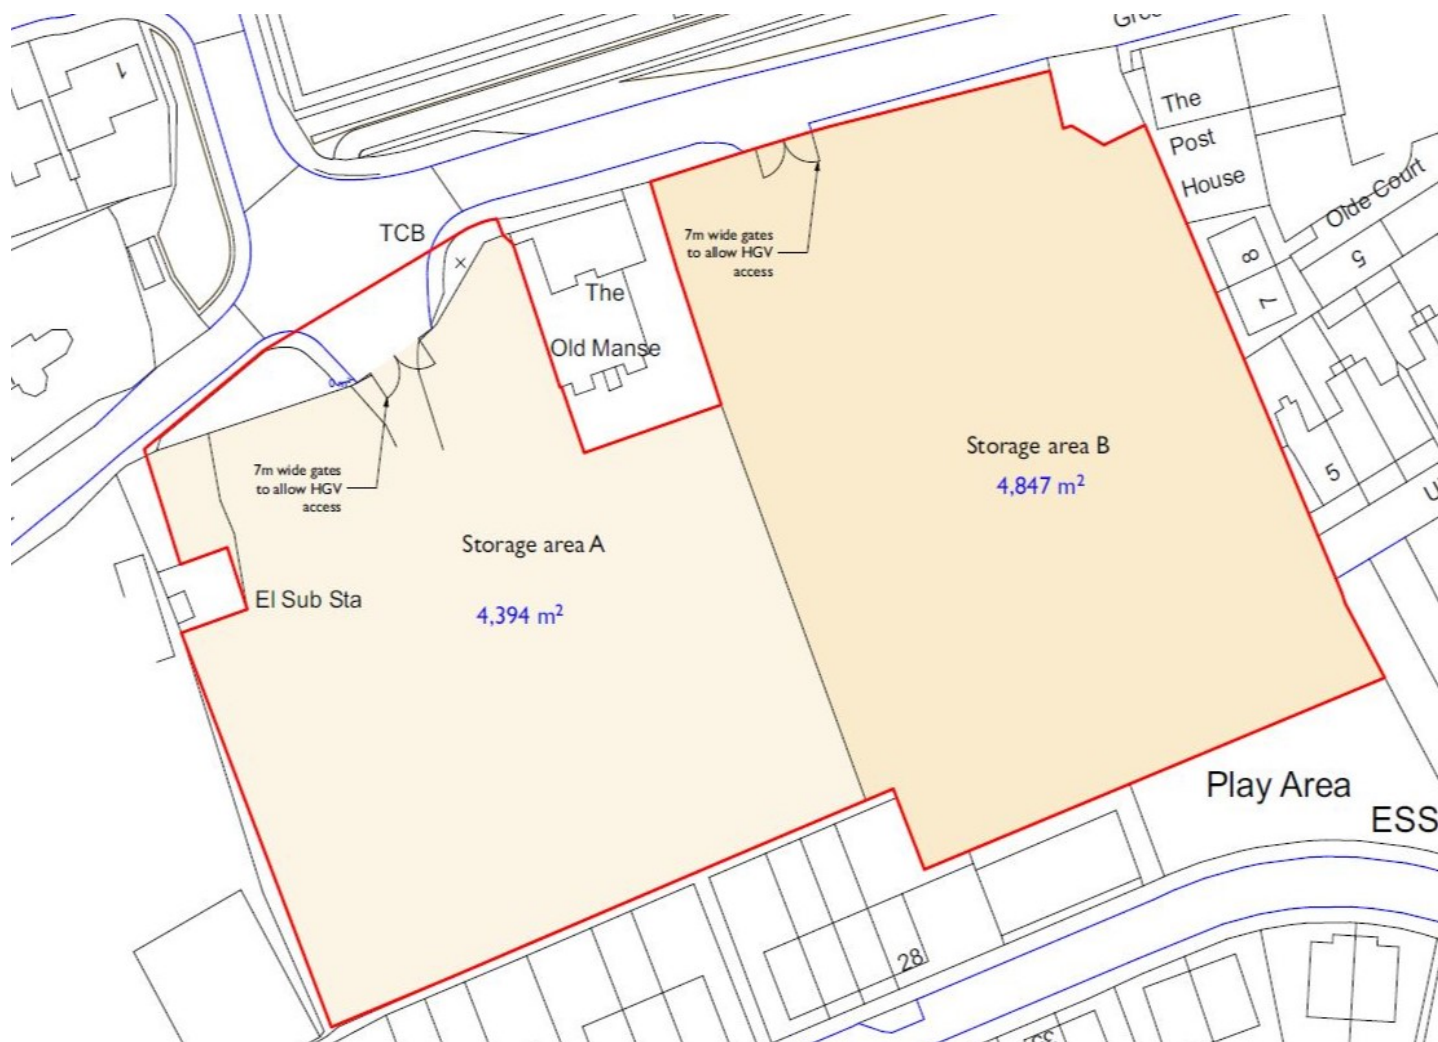 Gre
1
The
Post
House
Olde Court
TCB
7m wide gates
to allow HGV
access
8
7
5
The
Old Manse
7m wide gates
to allow HGV
access
Storage area B
4,847 m²
5
Storage area A
4,394 m²
El Sub Sta
Play Area
ESS
28